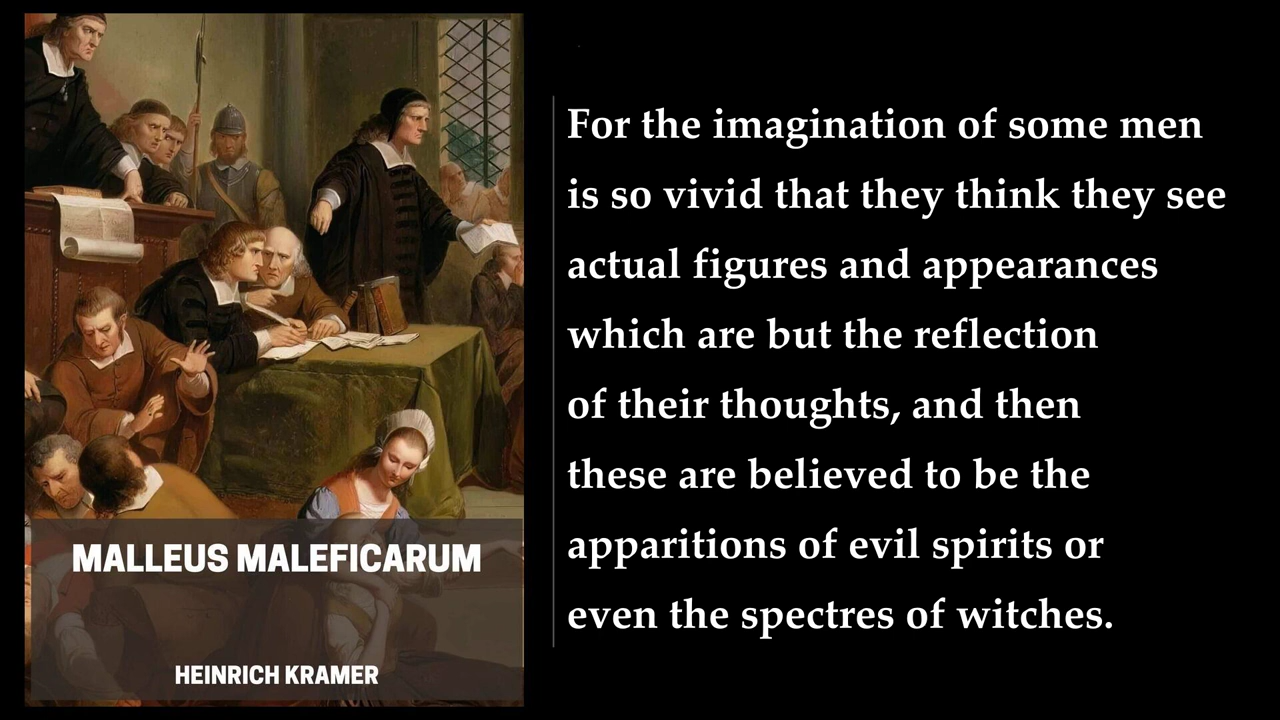 MALLEUS MALEFICARUM
HEINRICH KRAMER
For the imagination of some men
is so vivid that they think they see
actual figures and appearances
which are but the reflection
of their thoughts, and then
these are believed to be the
apparitions of evil spirits or
even the spectres of witches.